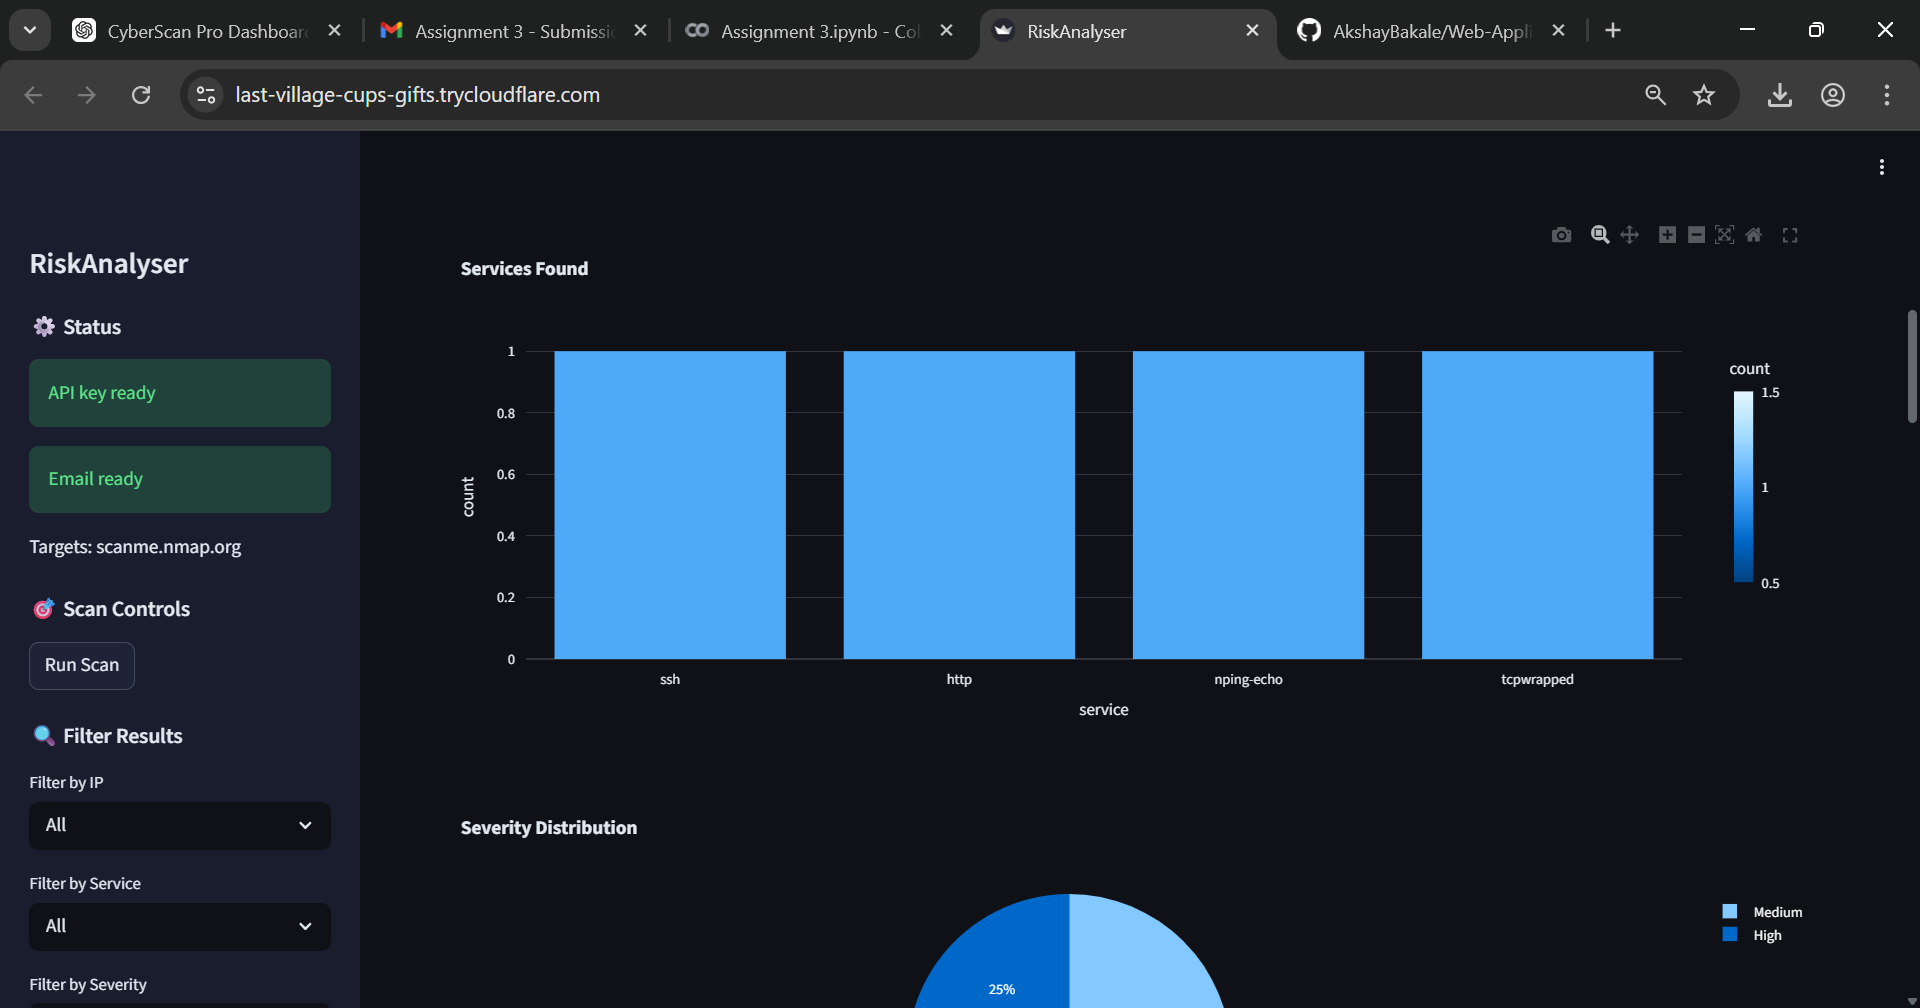 CyberScan Pro Dashboar
Assignment 3 - Submissi
Assignment 3.ipynb - Col
RiskAnalyser
AkshayBakale/Web-Appli
last-village-cups-gifts.trycloudflare.com
RiskAnalyser
Status
API key ready
Email ready
Targets: scanme.nmap.org
Scan Controls
Run Scan
Filter Results
Filter by IP
All
Filter by Service
All
Filter by Severity
Services Found
1
0.8
0.6
0.4
0.2
0
count
ssh
http
nping-echo
tcpwrapped
service
count
1.5
1
0.5
Severity Distribution
25%
Medium
High